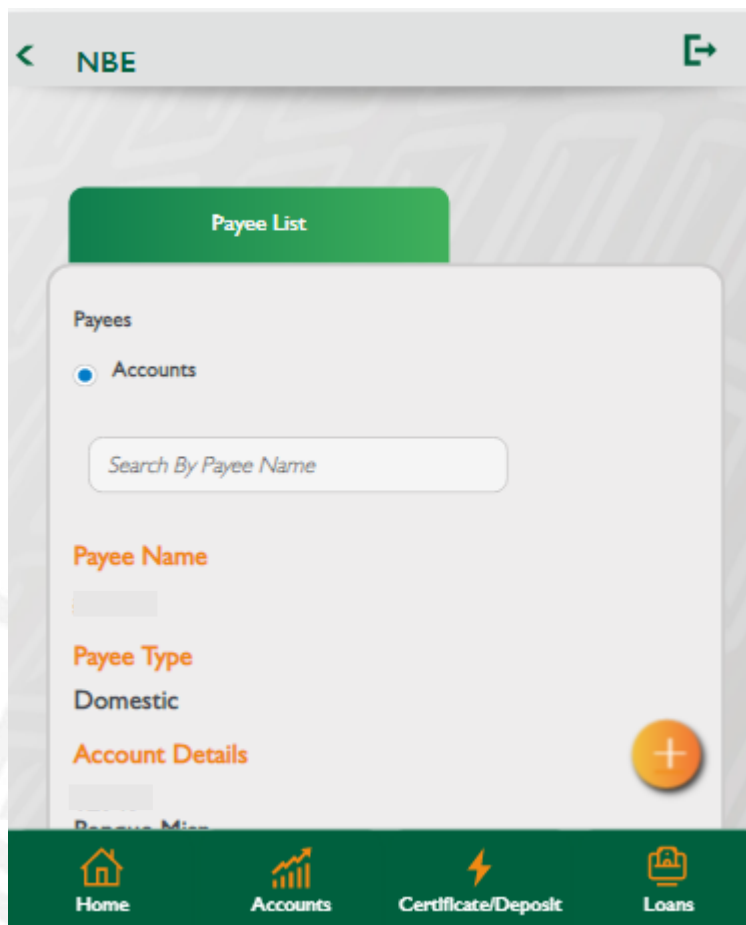 NBE
Payee List
Payees
Accounts
Search By Payee Name
Payee Name
Payee Type
Domestic
Account Details
Home Accounts Certificate/Deposit Loans